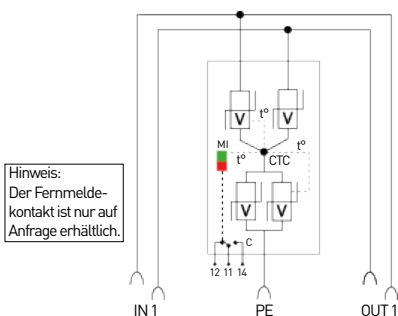 V
V
t°
MI
t°
t°
CTC
Hinweis:
Der Fernmelde-
kontakt ist nur auf
Anfrage erhältlich.
V
V
C
12 11 14
IN 1
PE
OUT 1